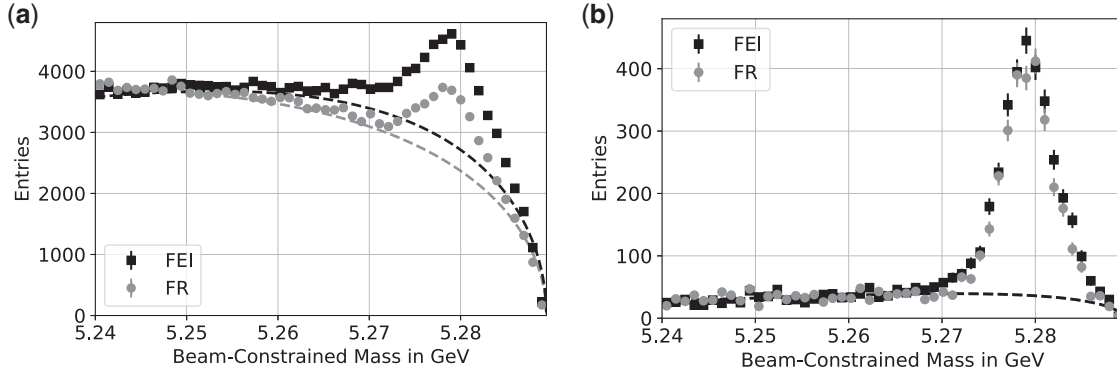 (a)
Entries
4000
3000
2000
1000
0
FEI
FR
5.24 5.25 5.26 5.27 5.28
Beam-Constrained Mass in GeV
(b)
Entries
400
300
200
100
0
FEI
FR
5.240 5.25 5.26 5.27 5.28
Beam-Constrained Mass in GeV